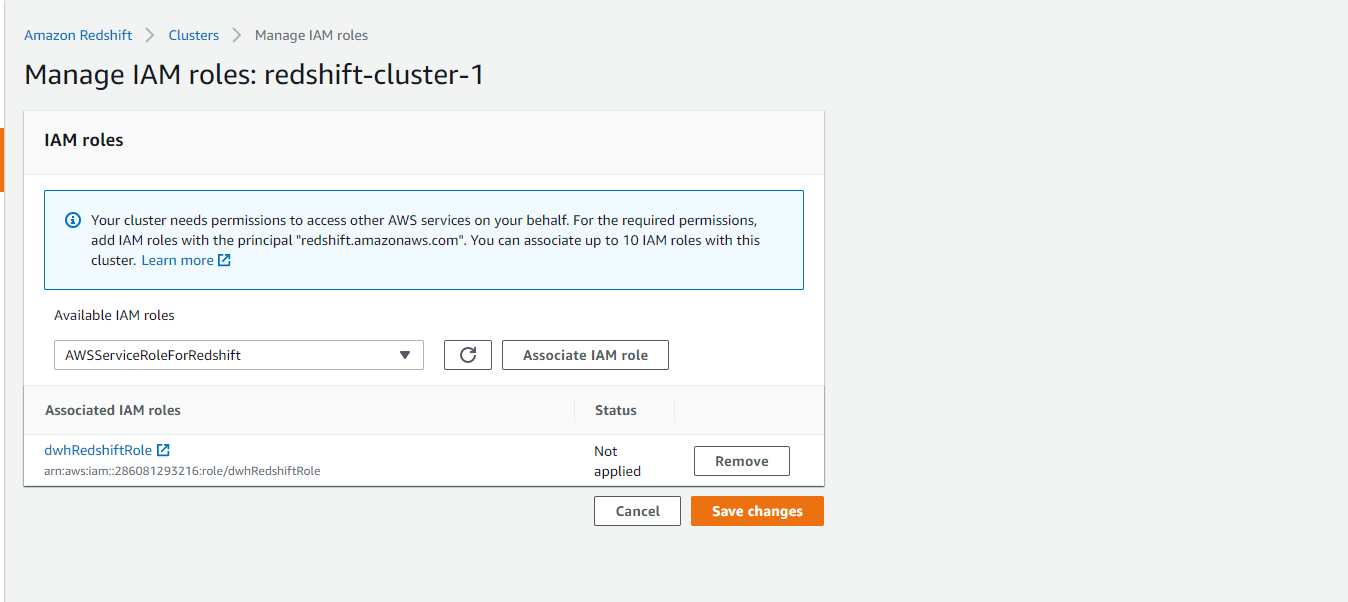 Amazon Redshift > Clusters > Manage IAM roles
Manage IAM roles: redshift-cluster-1
IAM roles
Your cluster needs permissions to access other AWS services on your behalf. For the required permissions,
add IAM roles with the principal "redshift.amazonaws.com". You can associate up to 10 IAM roles with this
cluster. Learn more
Available IAM roles
AWSServiceRoleForRedshift
Associate IAM role
Associated IAM roles
Status
dwhRedshiftRole
arn:aws:iam::286081293216:role/dwhRedshiftRole
Not
applied
Remove
Cancel
Save changes